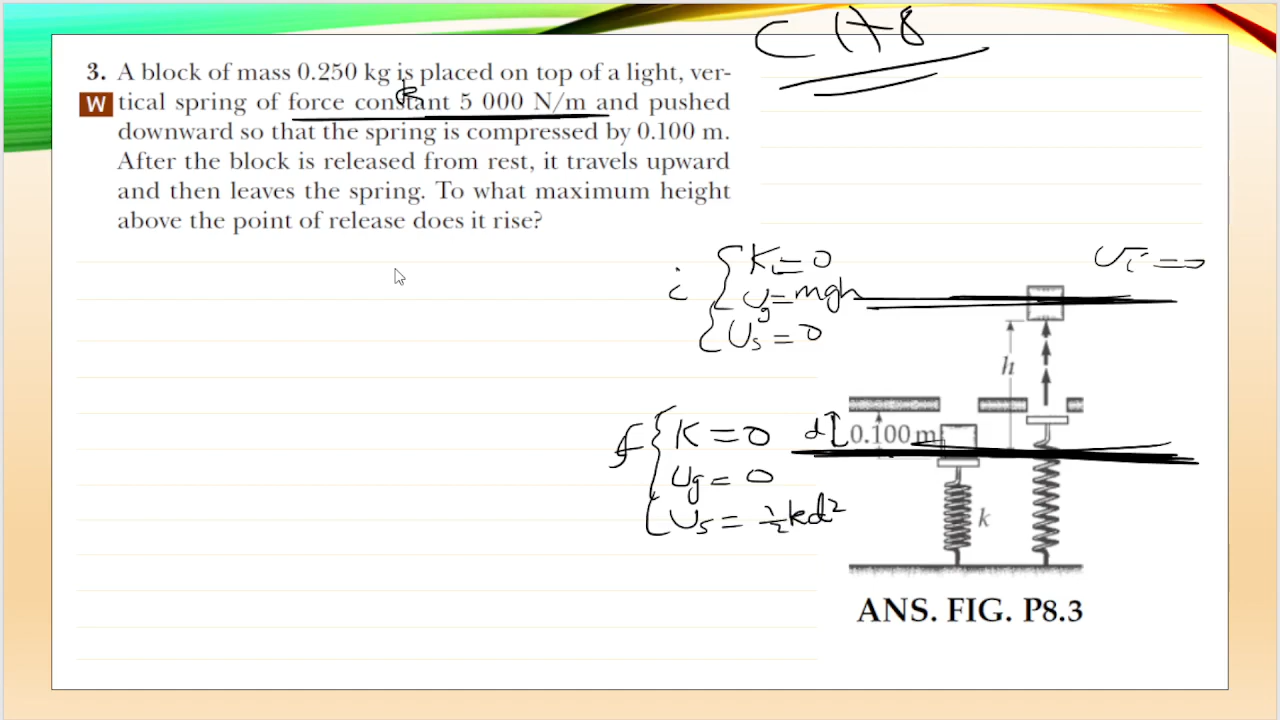 C H 8
3. A block of mass 0.250 kg is placed on top of a light, ver-
W tical spring of force constant 5 000 N/m and pushed
k
downward so that the spring is compressed by 0.100 m.
After the block is released from rest, it travels upward
and then leaves the spring. To what maximum height
above the point of release does it rise?
i
Ki = 0
Ug = mgh
Us = 0
vi = 0
h
f
K = 0
Ug = 0
Us = ½kd²
d
0.100 m
k
ANS. FIG. P8.3